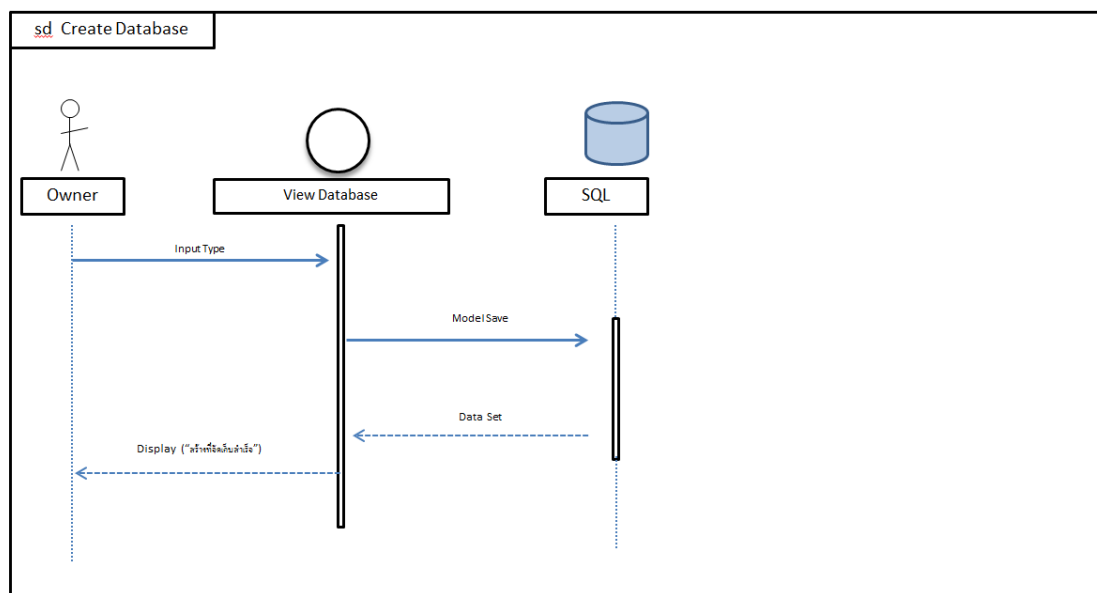 sd Create Database
Owner
View Database
SQL
Input Type
Model Save
Data Set
Display (“สร้างที่จัดเก็บสำเร็จ”)